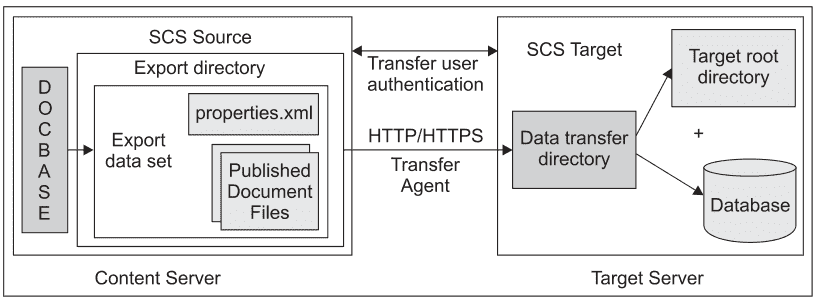 SCS Source
Export directory
D
O
C
B
A
S
E
Export
data set
properties.xml
Published
Document
Files
Content Server
Transfer user
authentication
HTTP/HTTPS
Transfer
Agent
SCS Target
Data transfer
directory
Target root
directory
+
Database
Target Server